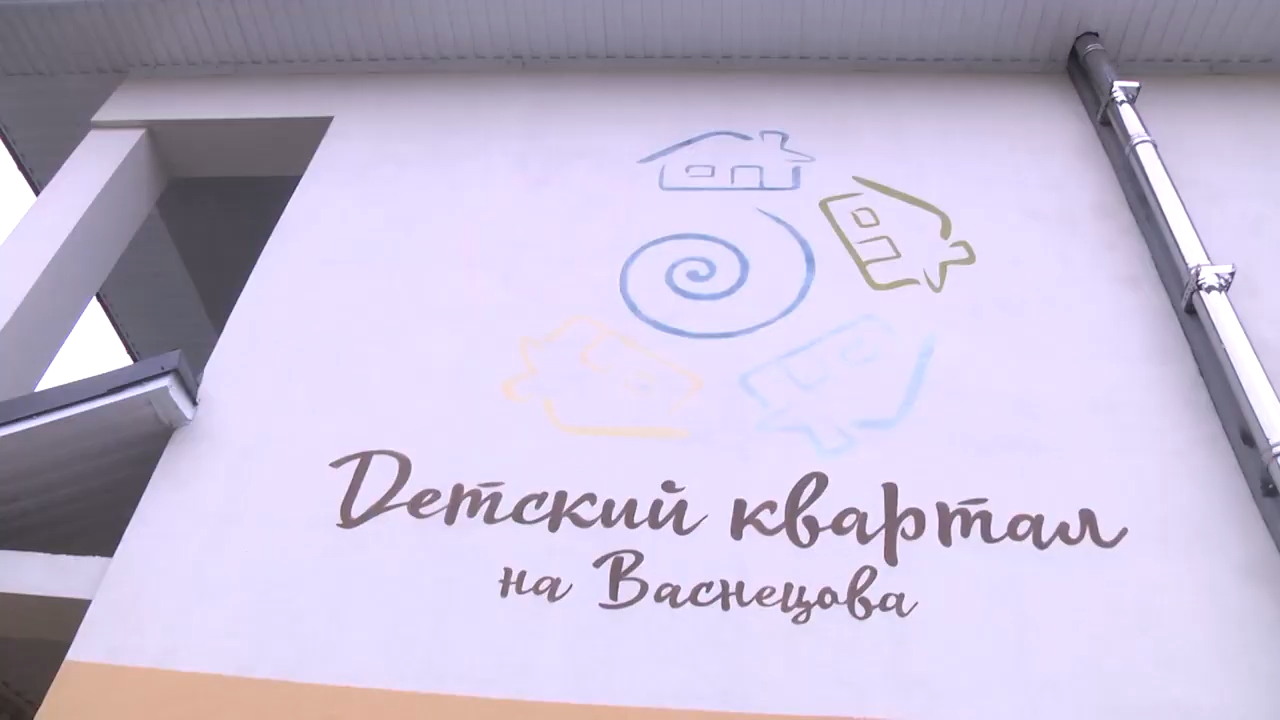 Детский квартал
на Васнецова